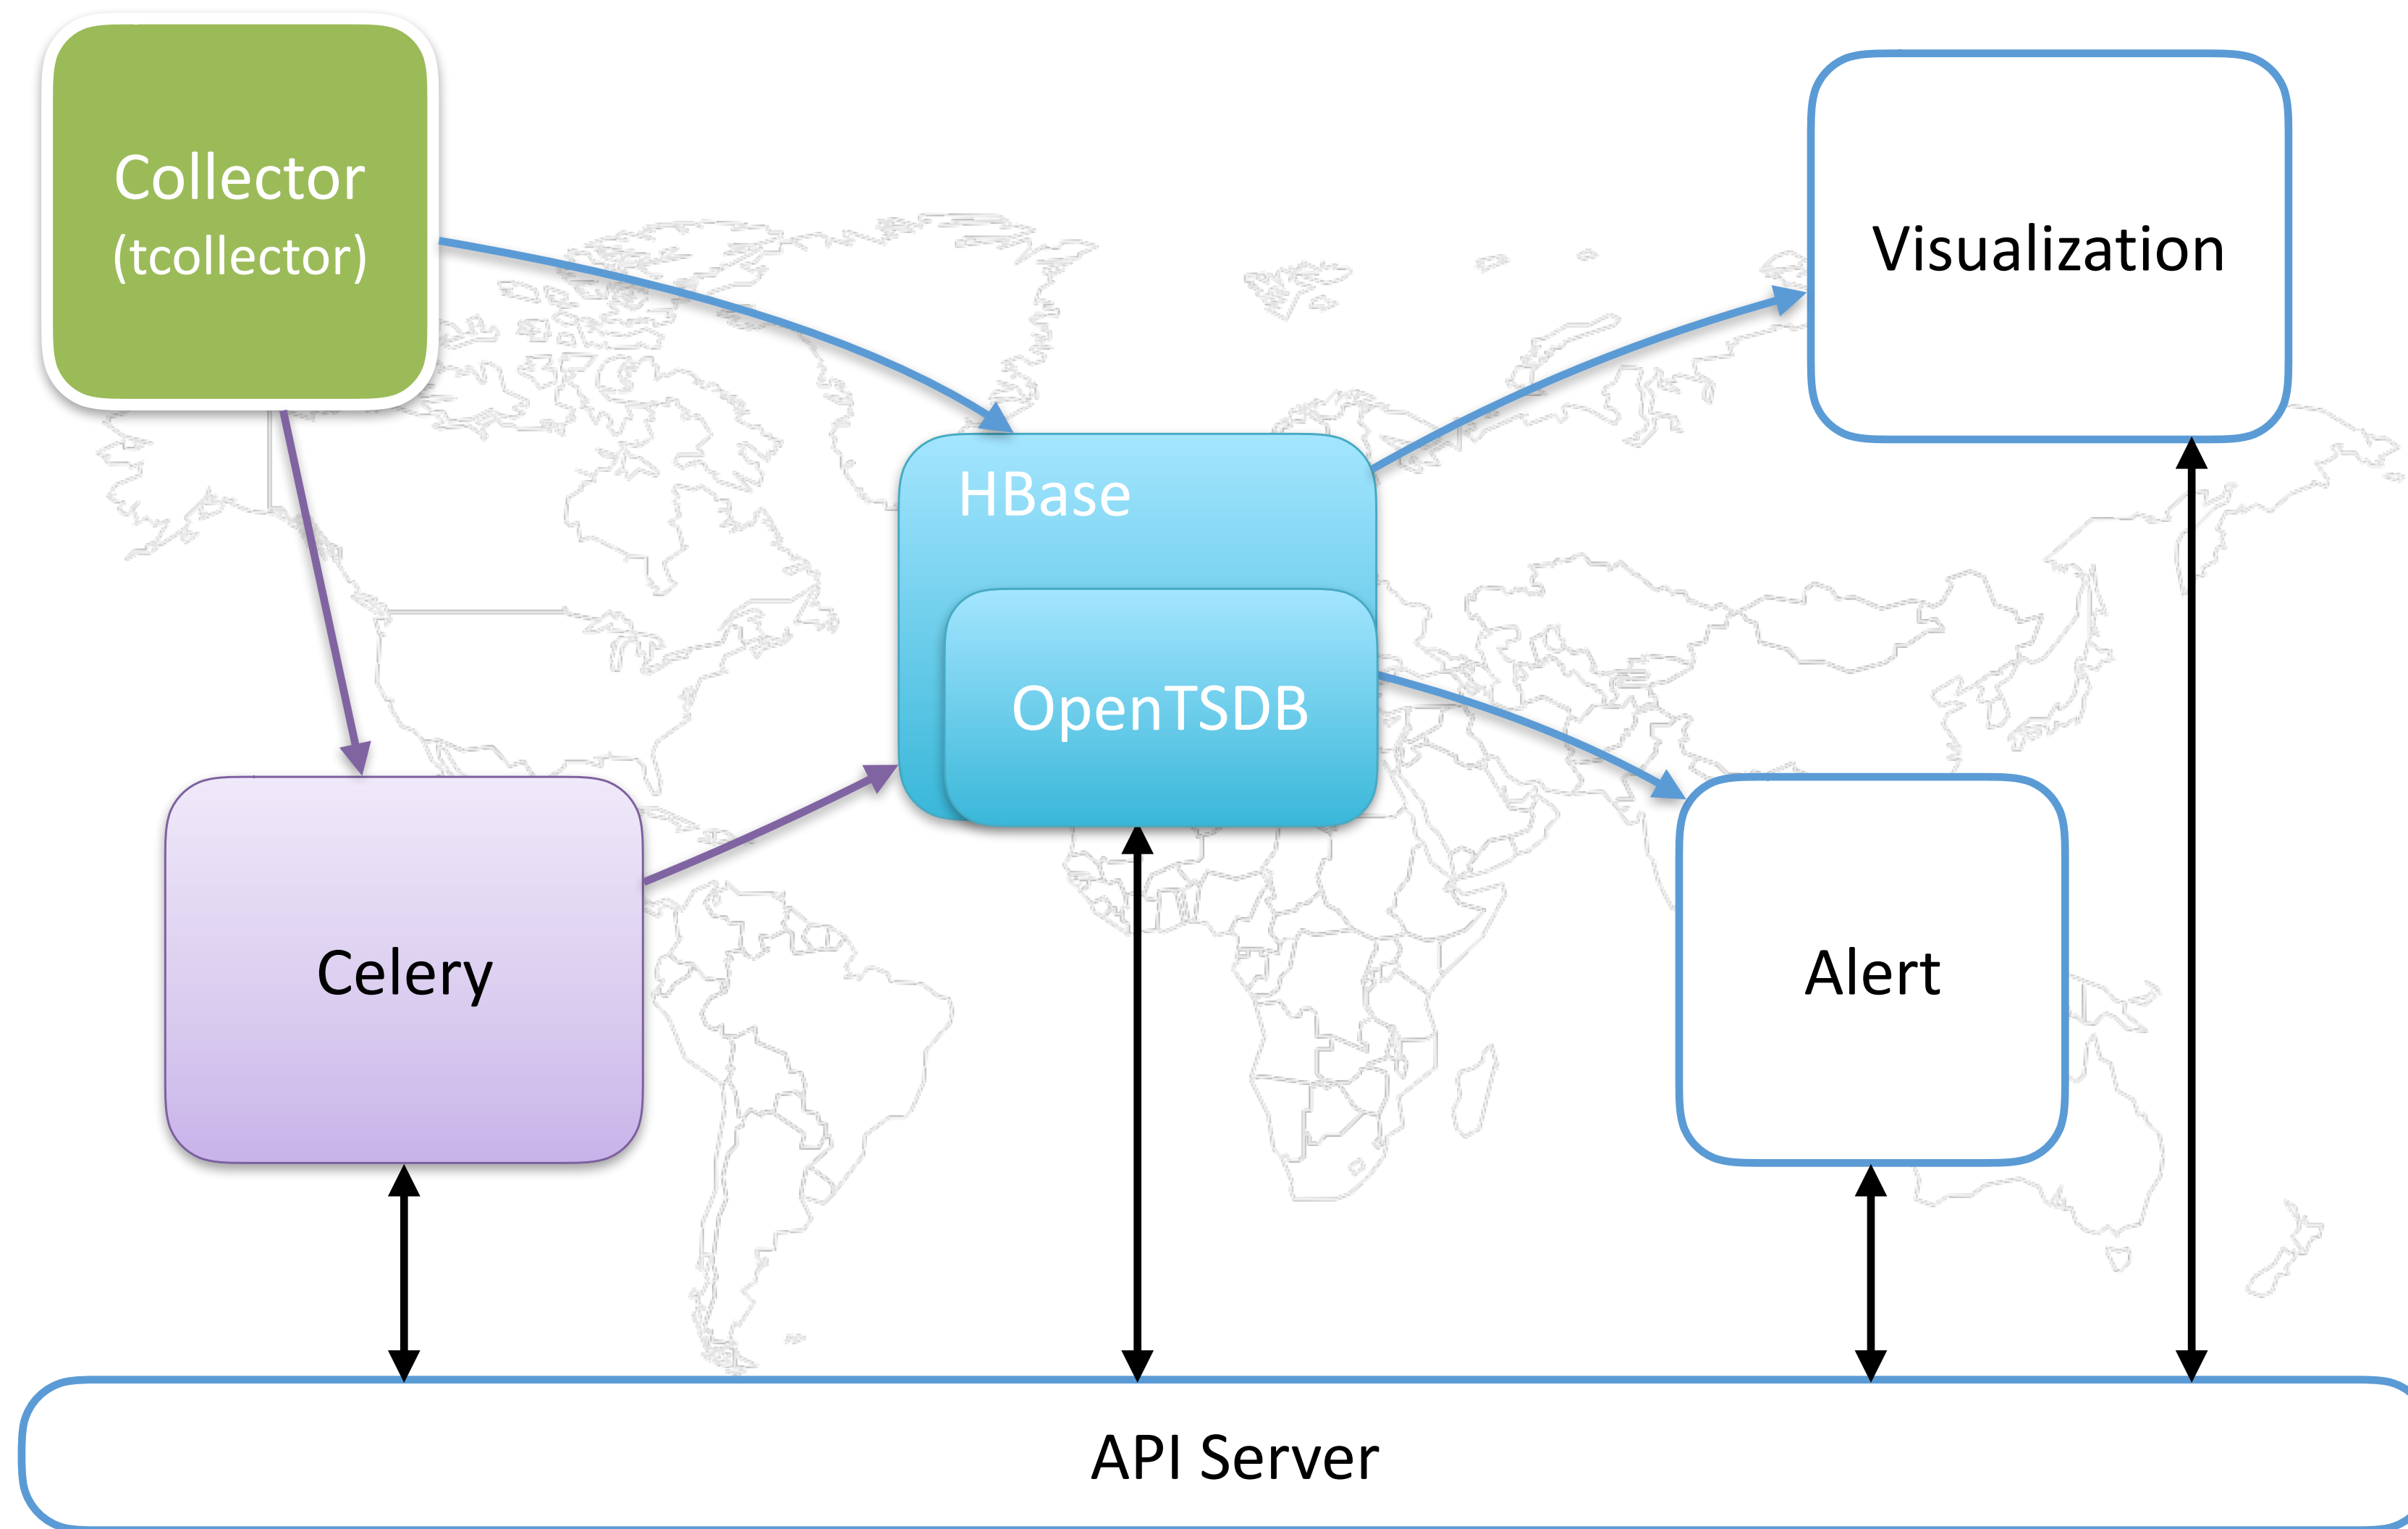 Collector
(tcollector)
Visualization
HBase
OpenTSDB
Celery
Alert
API Server